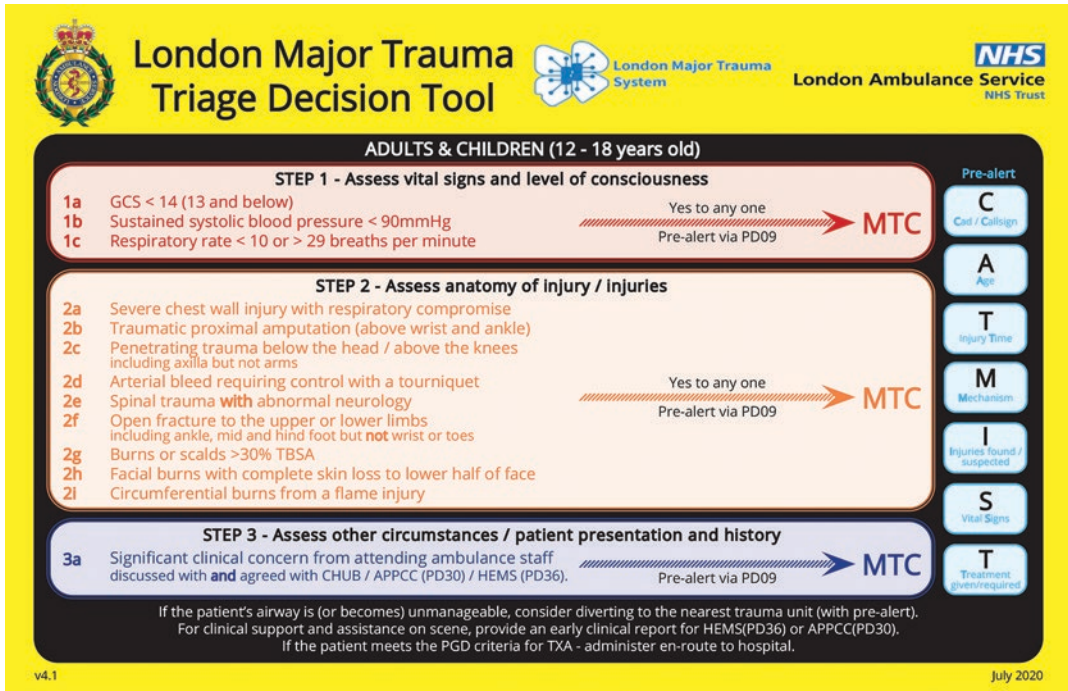 London Major Trauma
Triage Decision Tool
London Major Trauma
System
NHS
London Ambulance Service
NHS Trust
ADULTS & CHILDREN (12 - 18 years old)
STEP 1 - Assess vital signs and level of consciousness
1a GCS < 14 (13 and below)
1b Sustained systolic blood pressure < 90mmHg
1c Respiratory rate < 10 or > 29 breaths per minute
Yes to any one
MTC
Pre-alert via PD09
STEP 2 - Assess anatomy of injury / injuries
2a Severe chest wall injury with respiratory compromise
2b Traumatic proximal amputation (above wrist and ankle)
2c Penetrating trauma below the head / above the knees
including axilla but not arms
2d Arterial bleed requiring control with a tourniquet
2e Spinal trauma with abnormal neurology
2f Open fracture to the upper or lower limbs
including ankle, mid and hind foot but not wrist or toes
2g Burns or scalds >30% TBSA
2h Facial burns with complete skin loss to lower half of face
2i Circumferential burns from a flame injury
Yes to any one
MTC
Pre-alert via PD09
STEP 3 - Assess other circumstances / patient presentation and history
3a Significant clinical concern from attending ambulance staff
discussed with and agreed with CHUB / APPCC (PD30) / HEMS (PD36).
MTC
Pre-alert via PD09
Pre-alert
C
Cad / Callsign
A
Age
T
Injury Time
M
Mechanism
I
Injuries found /
suspected
S
Vital Signs
T
Treatment
given/required
If the patient's airway is (or becomes) unmanageable, consider diverting to the nearest trauma unit (with pre-alert).
For clinical support and assistance on scene, provide an early clinical report for HEMS(PD36) or APPCC(PD30).
If the patient meets the PGD criteria for TXA - administer en-route to hospital.
v4.1
July 2020